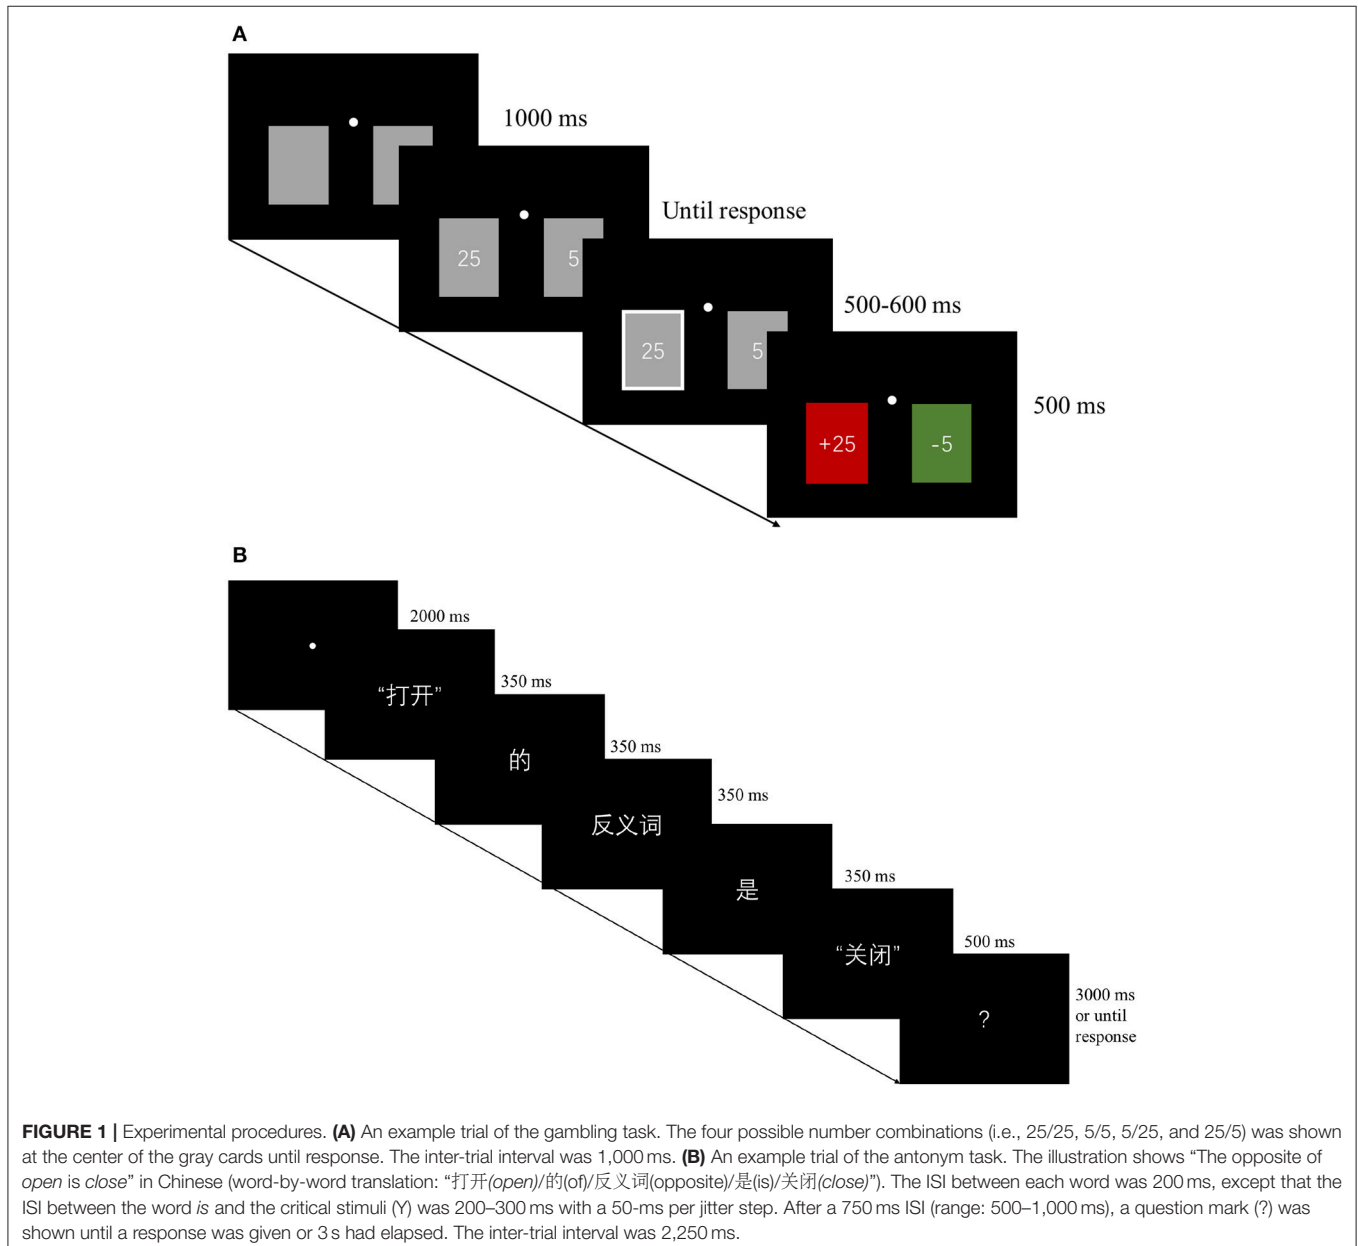 A
1000 ms
Until response
25 5
500-600 ms
25 5
500 ms
+25 -5
B
2000 ms
“打开”
350 ms
的
350 ms
反义词
350 ms
是
350 ms
“关闭”
500 ms
?
3000 ms
or until
response
FIGURE 1 | Experimental procedures. (A) An example trial of the gambling task. The four possible number combinations (i.e., 25/25, 5/5, 5/25, and 25/5) was shown
at the center of the gray cards until response. The inter-trial interval was 1,000 ms. (B) An example trial of the antonym task. The illustration shows “The opposite of
open is close” in Chinese (word-by-word translation: “打开(open)/的(of)/反义词(opposite)/是(is)/关闭(close)”). The ISI between each word was 200 ms, except that the
ISI between the word is and the critical stimuli (Y) was 200–300 ms with a 50-ms per jitter step. After a 750 ms ISI (range: 500–1,000 ms), a question mark (?) was
shown until a response was given or 3 s had elapsed. The inter-trial interval was 2,250 ms.